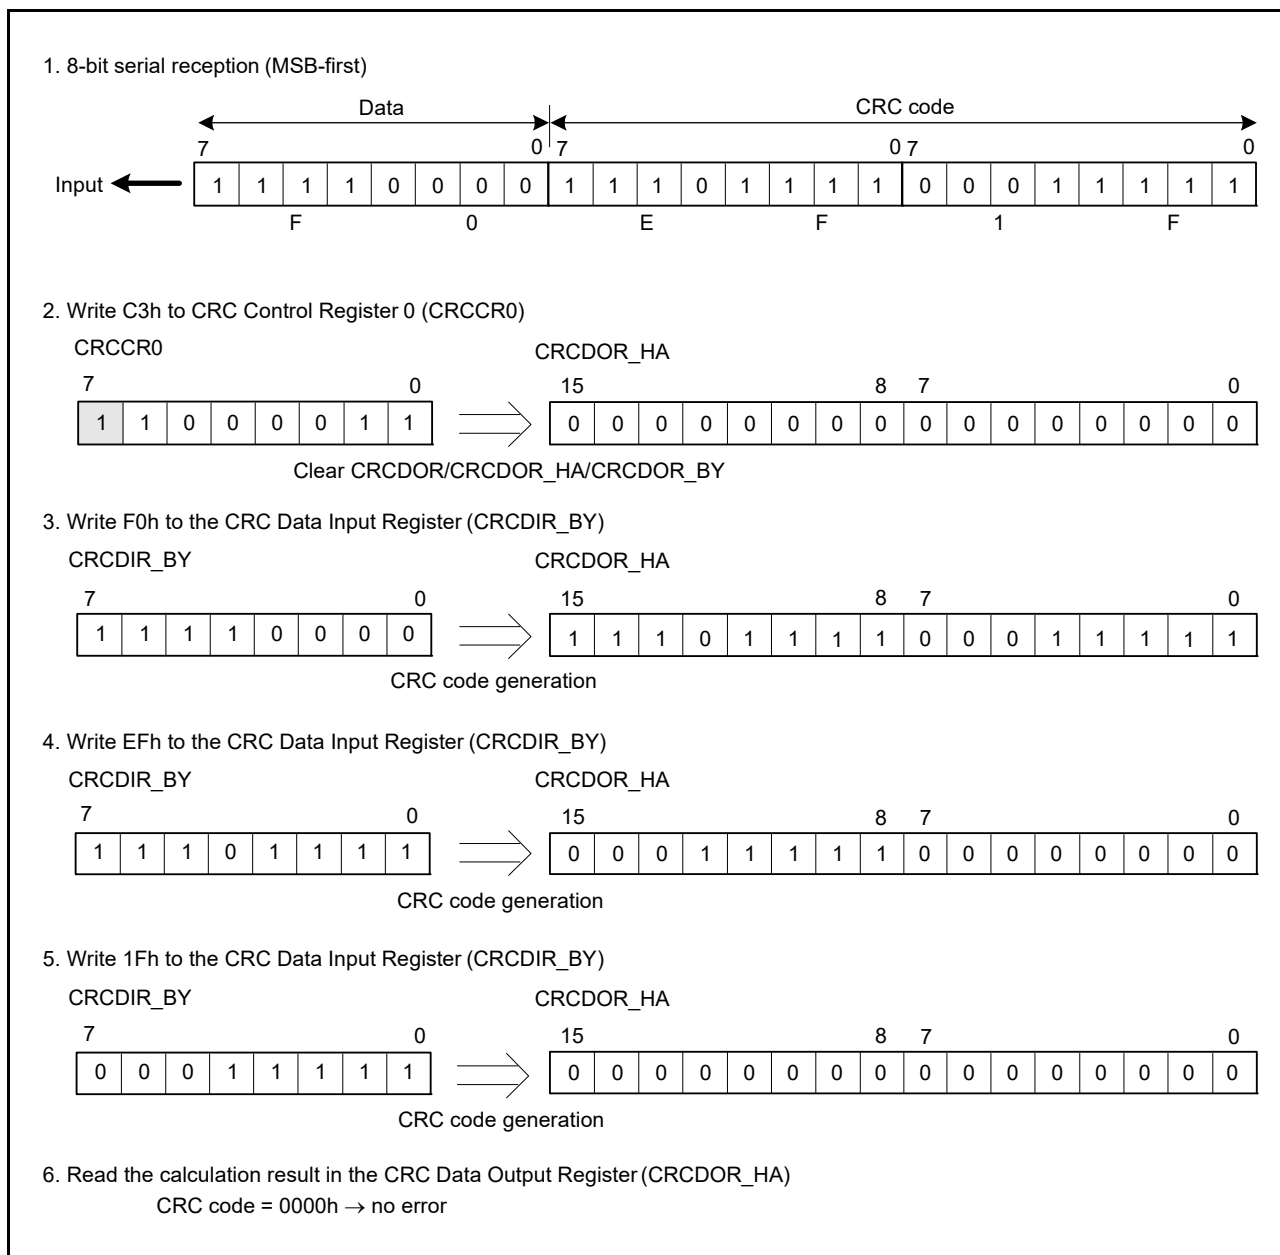 1. 8-bit serial reception (MSB-first)
Data CRC code
7 0 7 0 7 0
Input 1 1 1 1 0 0 0 0 1 1 1 0 1 1 1 1 0 0 0 1 1 1 1 1
F 0 E F 1 F
2. Write C3h to CRC Control Register 0 (CRCCR0)
CRCCR0 CRCDOR_HA
7 0 15 8 7 0
1 1 0 0 0 0 1 1 0 0 0 0 0 0 0 0 0 0 0 0 0 0 0 0
Clear CRCDOR/CRCDOR_HA/CRCDOR_BY
3. Write F0h to the CRC Data Input Register (CRCDIR_BY)
CRCDIR_BY CRCDOR_HA
7 0 15 8 7 0
1 1 1 1 0 0 0 0 1 1 1 0 1 1 1 1 0 0 0 1 1 1 1 1
CRC code generation
4. Write EFh to the CRC Data Input Register (CRCDIR_BY)
CRCDIR_BY CRCDOR_HA
7 0 15 8 7 0
1 1 1 0 1 1 1 1 0 0 0 1 1 1 1 1 0 0 0 0 0 0 0 0
CRC code generation
5. Write 1Fh to the CRC Data Input Register (CRCDIR_BY)
CRCDIR_BY CRCDOR_HA
7 0 15 8 7 0
0 0 0 1 1 1 1 1 0 0 0 0 0 0 0 0 0 0 0 0 0 0 0 0
CRC code generation
6. Read the calculation result in the CRC Data Output Register (CRCDOR_HA)
CRC code = 0000h → no error